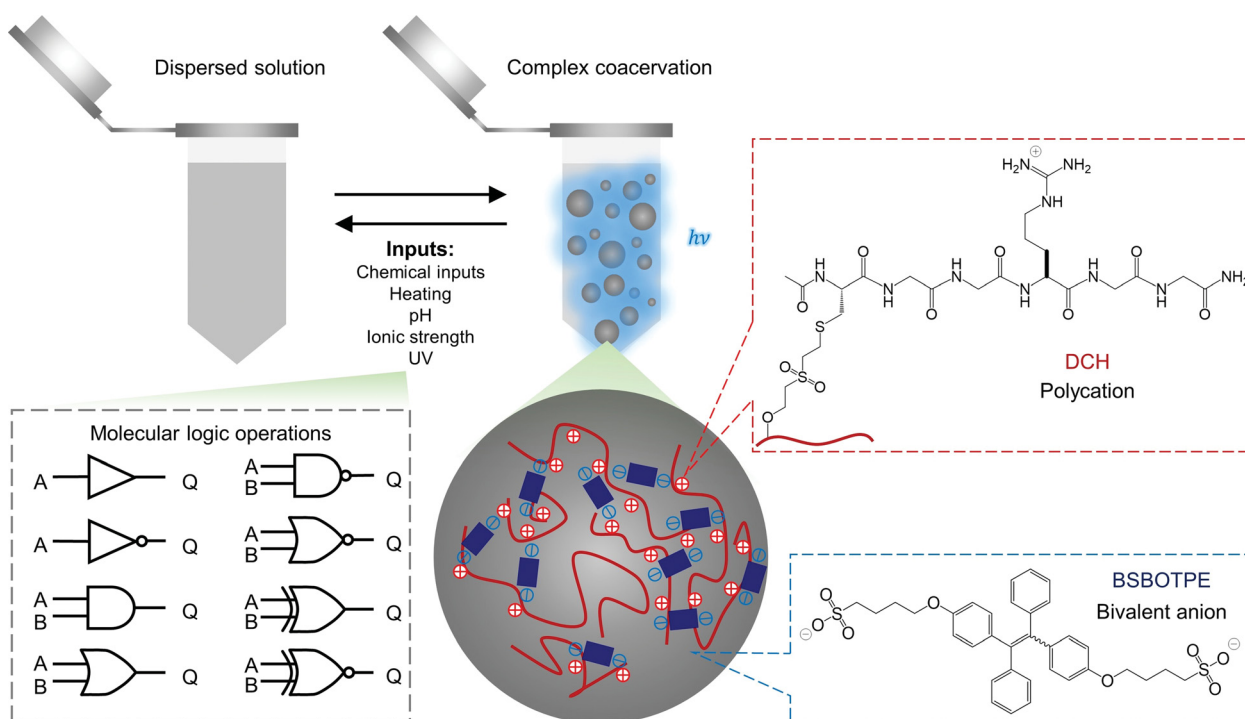 Dispersed solution
Complex coacervation
hν
Inputs:
Chemical inputs
Heating
pH
Ionic strength
UV
Molecular logic operations
A Q
A B Q
A Q
A B Q
A B Q
A B Q
A B Q
A B Q
⊕
H₂N NH₂
NH
H N
O
O
H N
O
N H
O
H N
O
N H
O
NH₂
S
O
S
O
O
DCH
Polycation
BSBOTPE
Bivalent anion
O
S
⊖ O
O
O
O
O
S
O ⊖
O